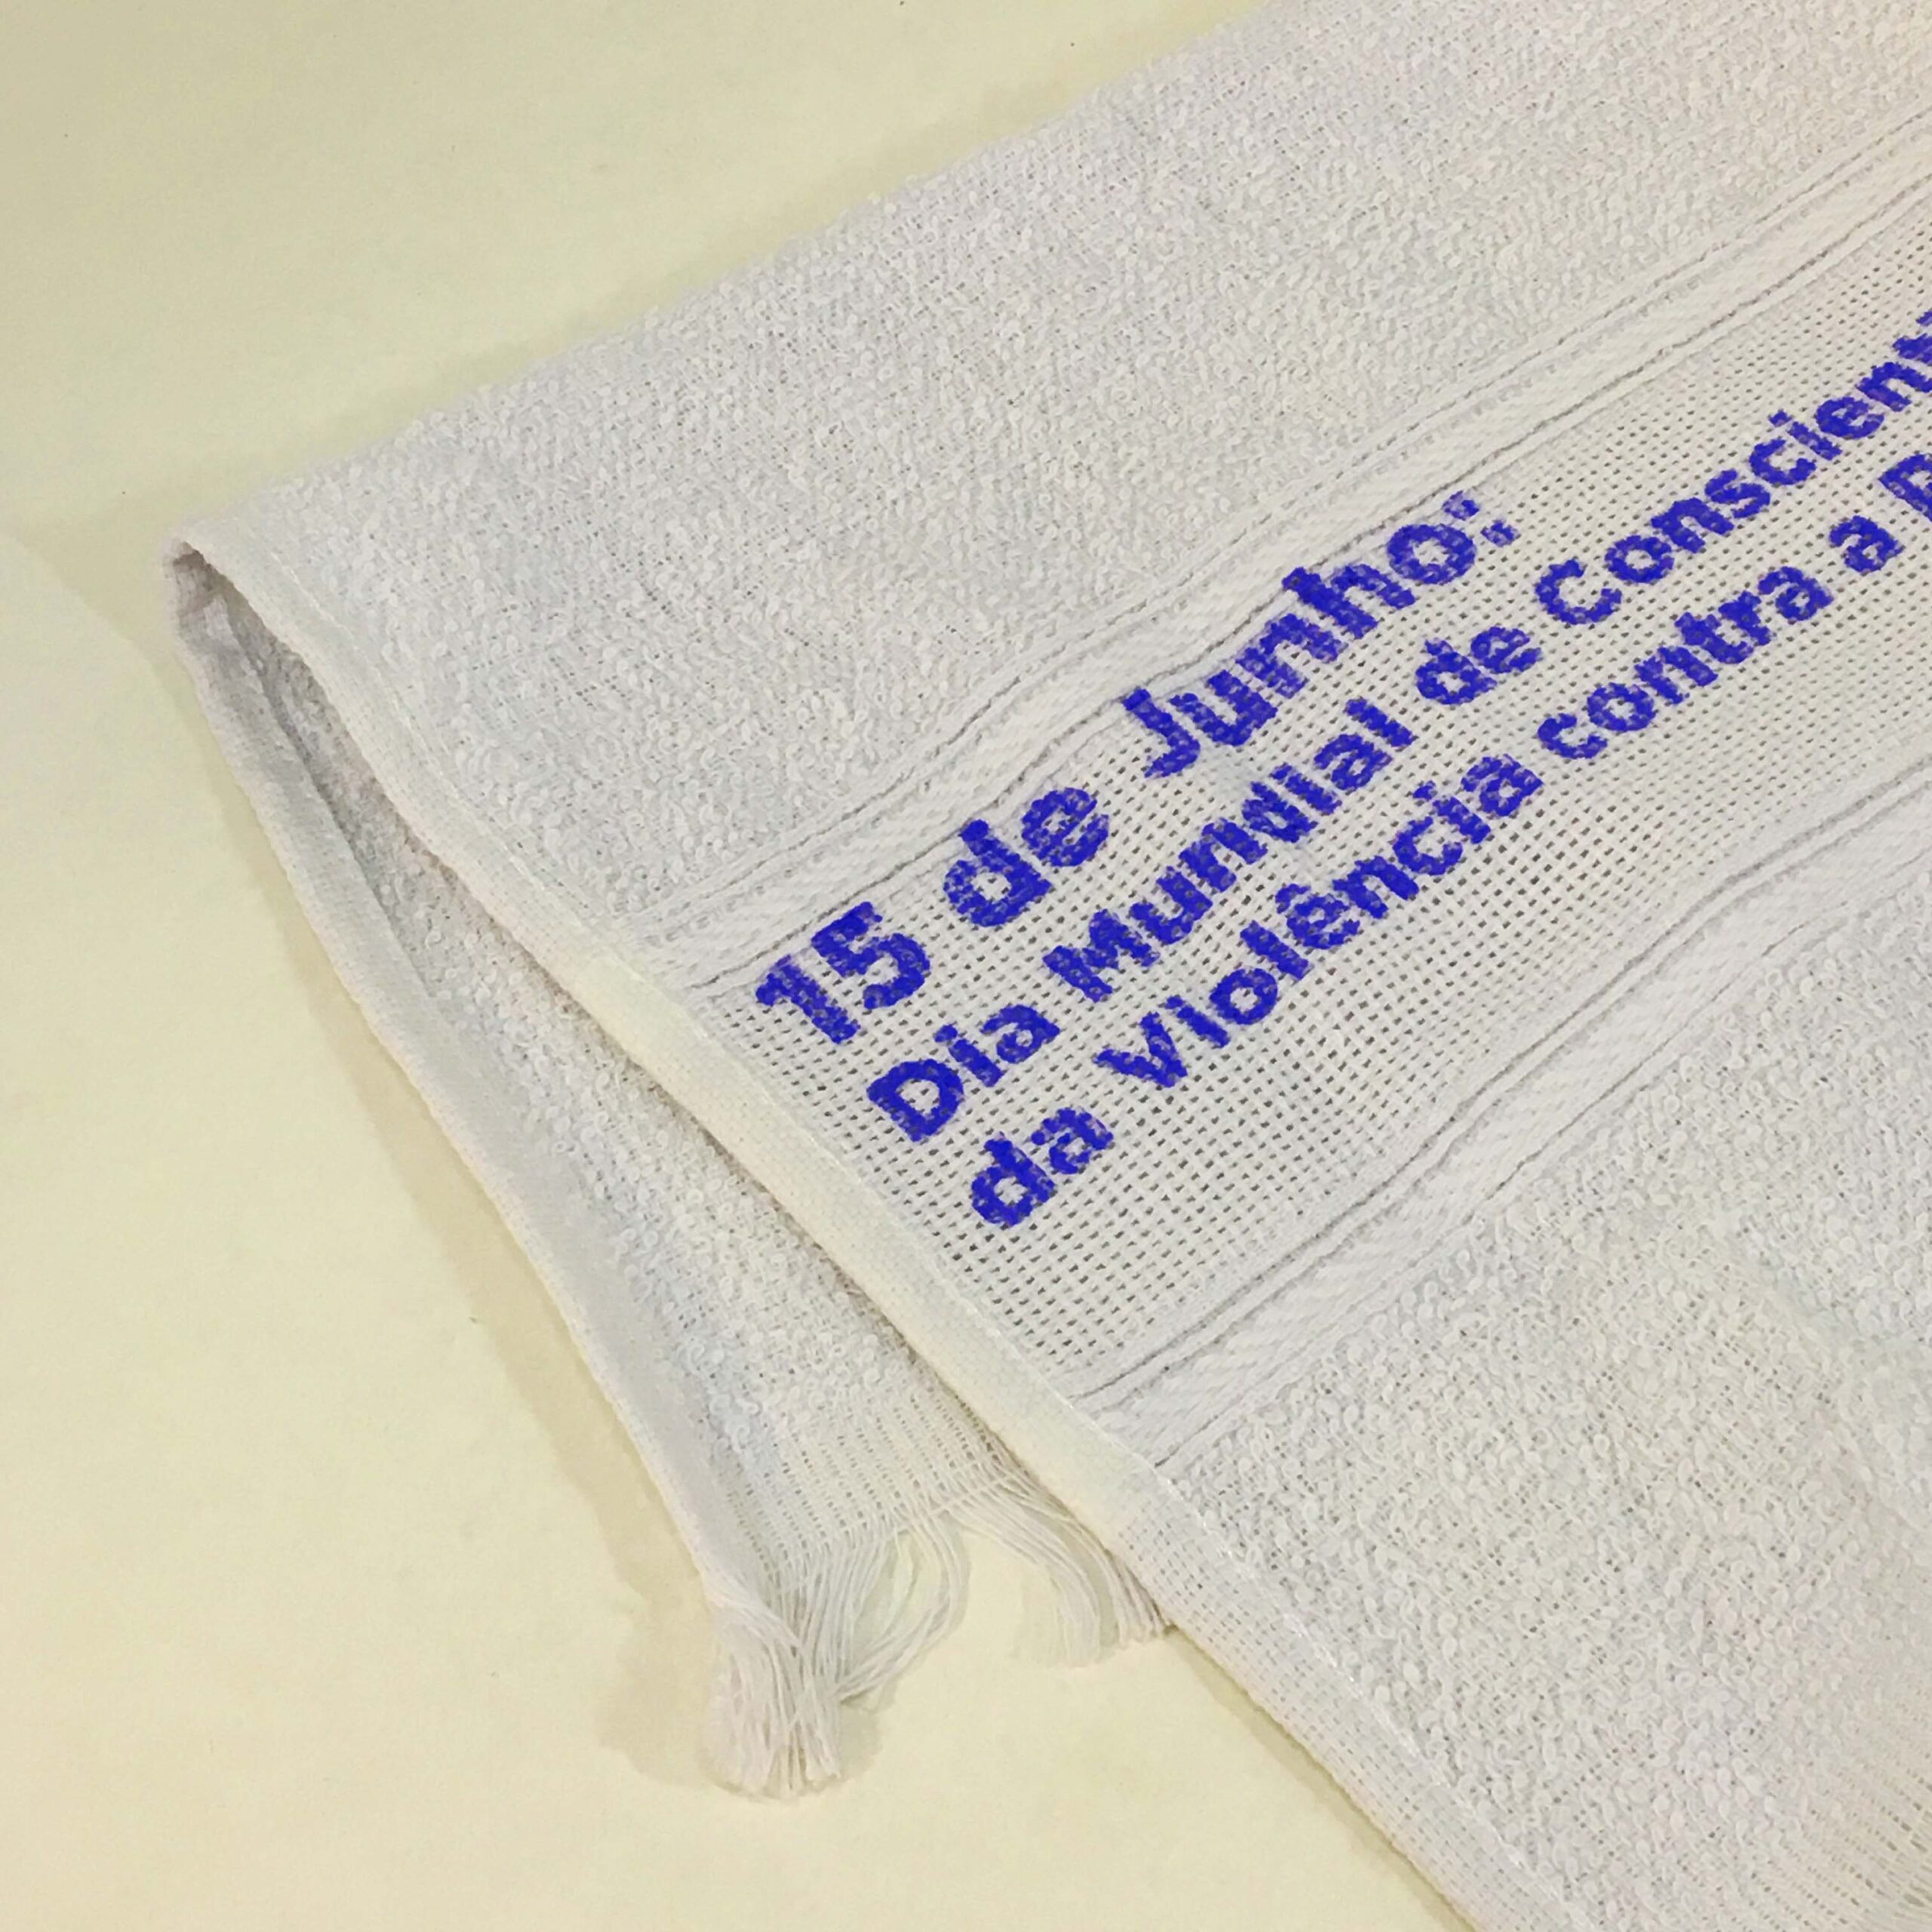 15 de Junho:
Dia Mundial de Conscient
da Violência contra a